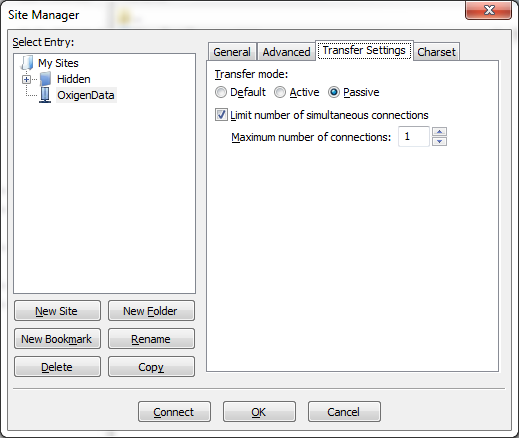 Site Manager
Select Entry:
My Sites
Hidden
OxigenData
New Site
New Folder
New Bookmark
Rename
Delete
Copy
General
Advanced
Transfer Settings
Charset
Transfer mode:
Default
Active
Passive
Limit number of simultaneous connections
Maximum number of connections: 1
Connect
OK
Cancel